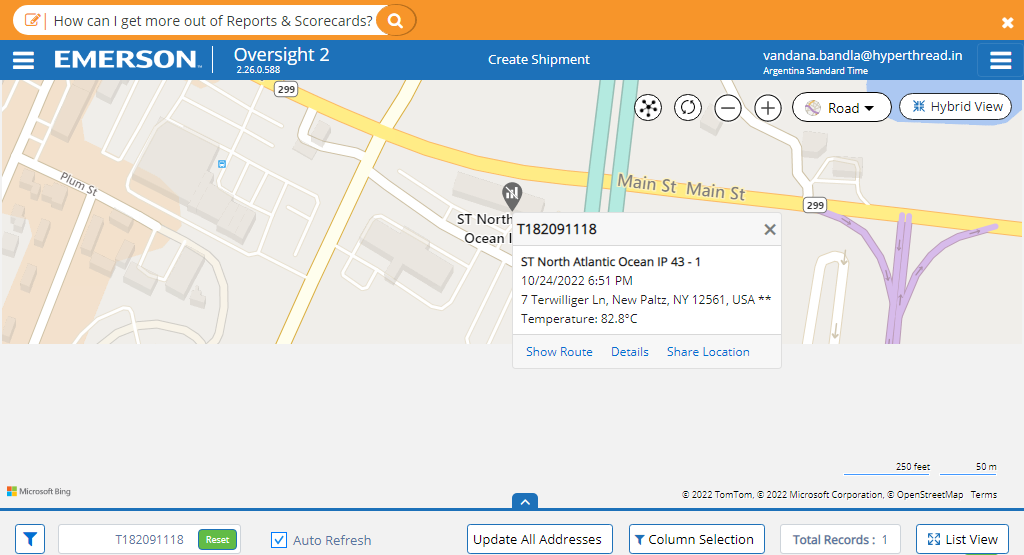 How can I get more out of Reports & Scorecards?
EMERSON
Oversight 2
2.26.0.588
Create Shipment
vandana.bandla@hyperthread.in
Argentina Standard Time
299
Road
Hybrid View
Plum St
Main St Main St
299
ST North
Ocean I
T182091118
ST North Atlantic Ocean IP 43 - 1
10/24/2022 6:51 PM
7 Terwilliger Ln, New Paltz, NY 12561, USA **
Temperature: 82.8°C
Show Route Details Share Location
250 feet 50 m
Microsoft Bing
© 2022 TomTom, © 2022 Microsoft Corporation, © OpenStreetMap Terms
T182091118 Reset
Auto Refresh
Update All Addresses
Column Selection
Total Records : 1
List View